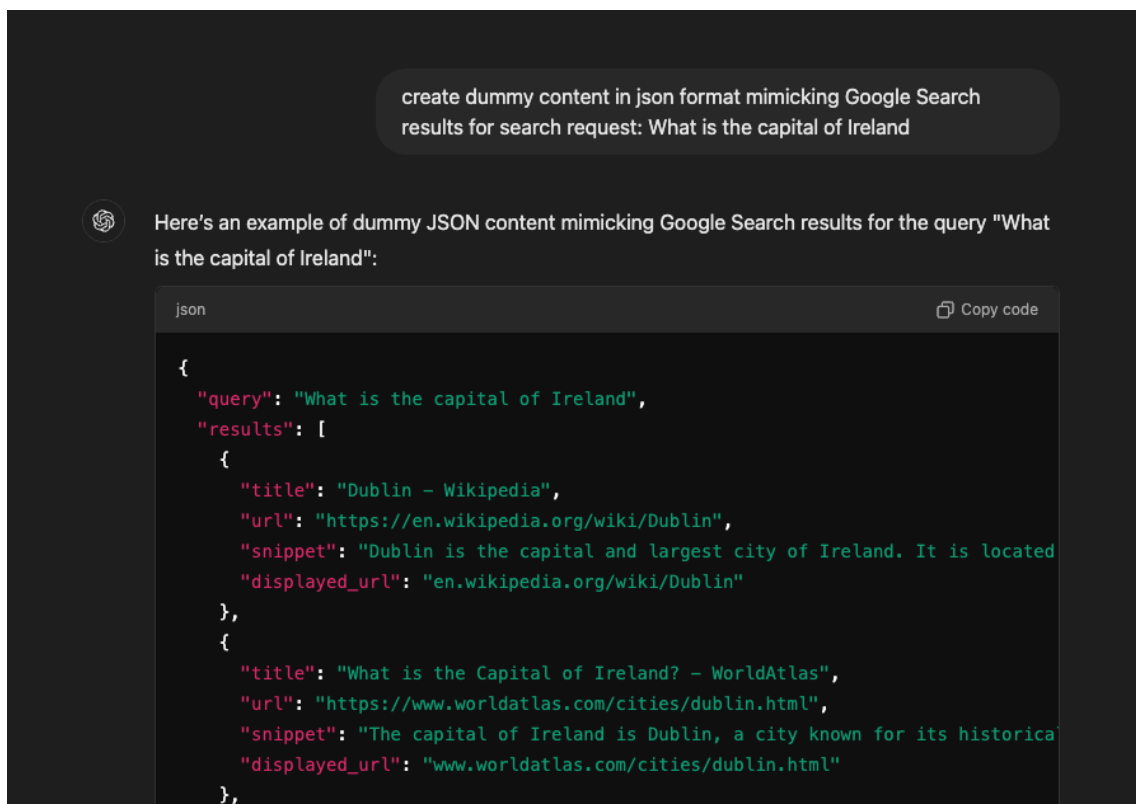 create dummy content in json format mimicking Google Search
results for search request: What is the capital of Ireland
Here's an example of dummy JSON content mimicking Google Search results for the query "What
is the capital of Ireland":
json
Copy code
{
"query": "What is the capital of Ireland",
"results": [
{
"title": "Dublin – Wikipedia",
"url": "https://en.wikipedia.org/wiki/Dublin",
"snippet": "Dublin is the capital and largest city of Ireland. It is located
"displayed_url": "en.wikipedia.org/wiki/Dublin"
},
{
"title": "What is the Capital of Ireland? – WorldAtlas",
"url": "https://www.worldatlas.com/cities/dublin.html",
"snippet": "The capital of Ireland is Dublin, a city known for its
"displayed_url": "www.worldatlas.com/cities/dublin.html"
},